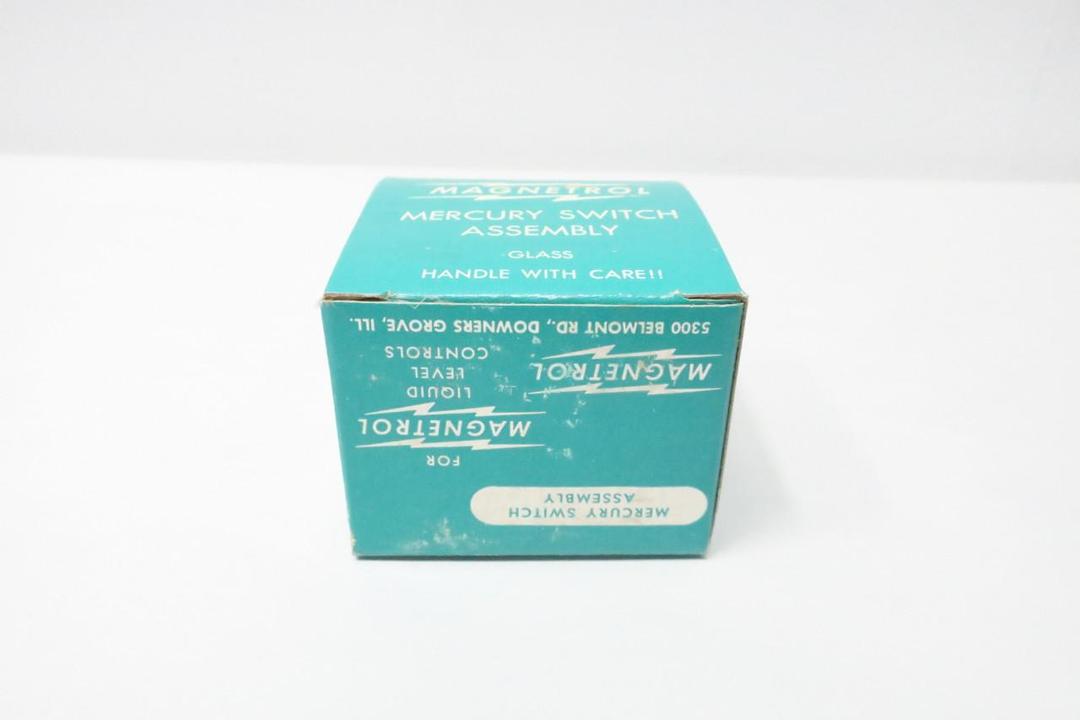 MAGNETROL
MERCURY SWITCH
ASSEMBLY
GLASS
HANDLE WITH CARE!!
MERCURY SWITCH
ASSEMBLY
FOR
MAGNETROL
LIQUID
LEVEL
CONTROLS
MAGNETROL
5300 BELMONT RD., DOWNERS GROVE, ILL.